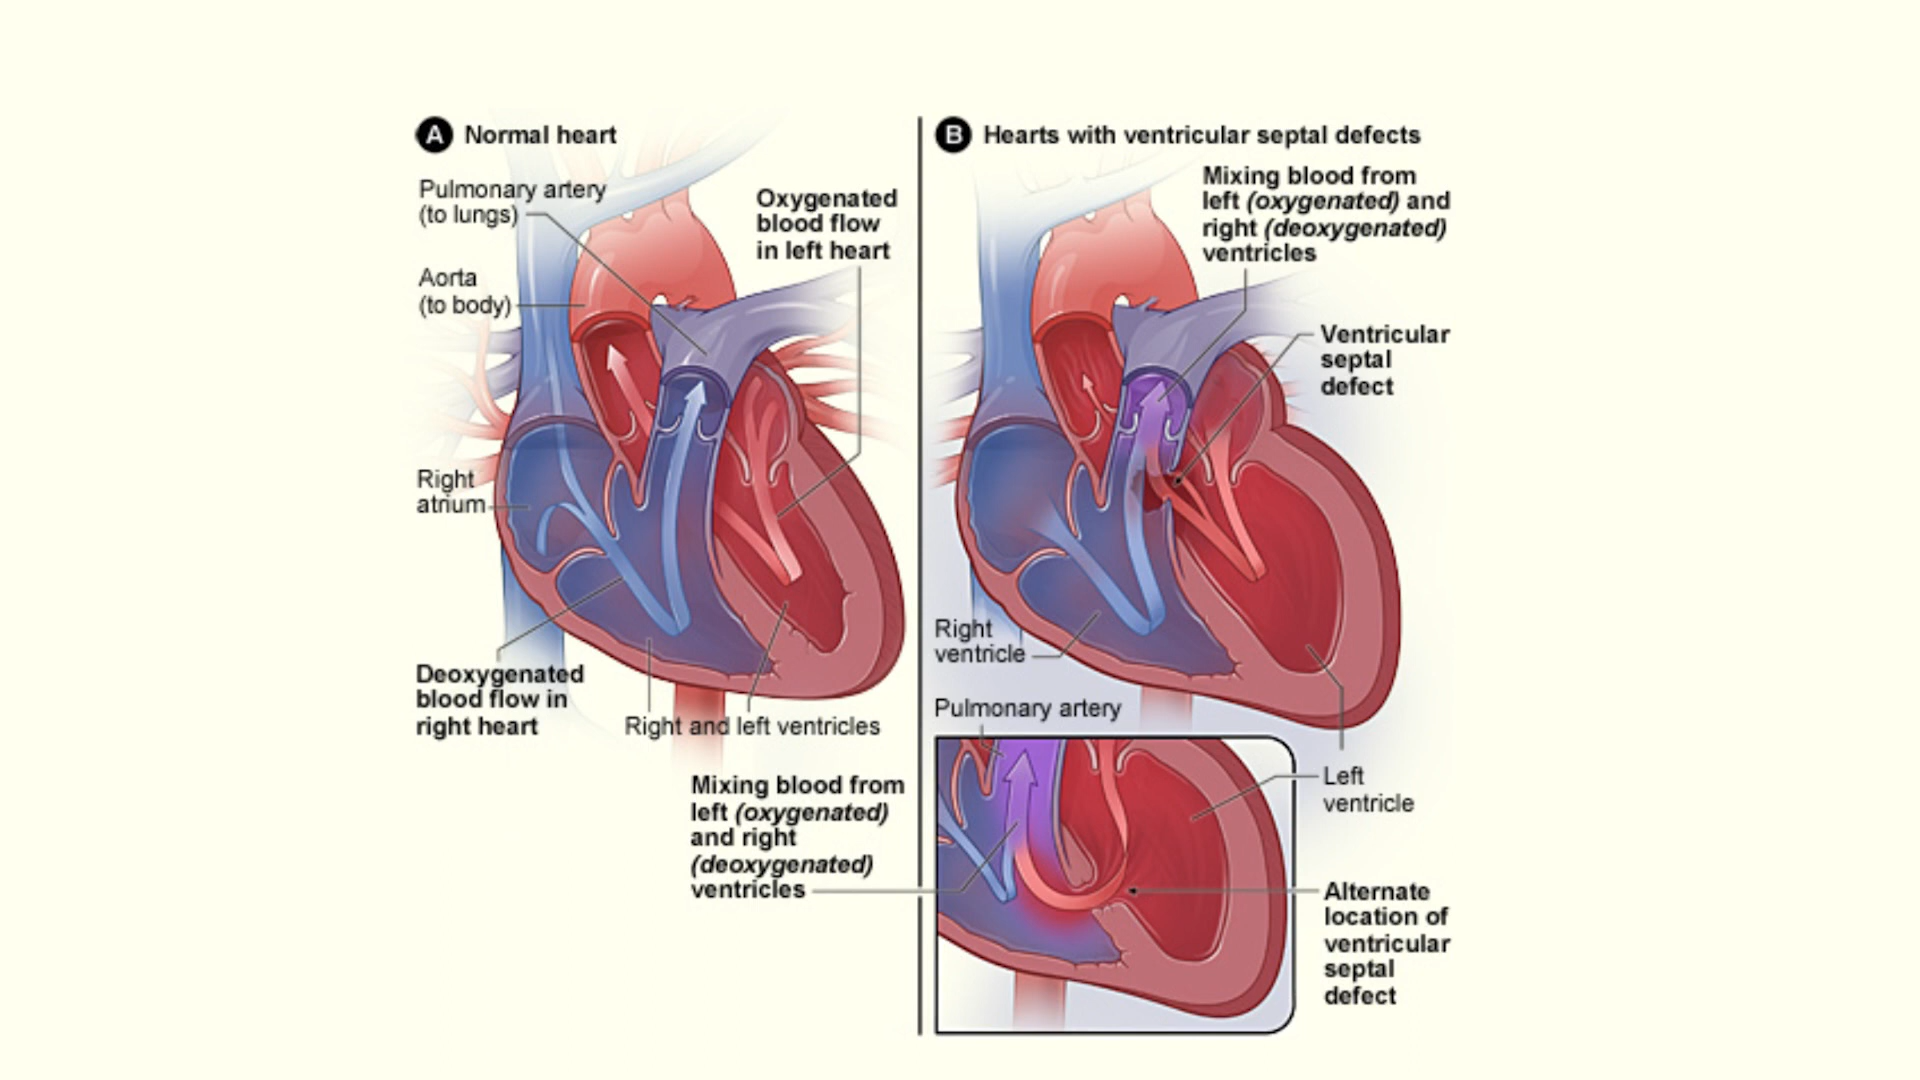 A Normal heart
Pulmonary artery
(to lungs)
Oxygenated
blood flow
in left heart
Aorta
(to body)
Right
atrium
Deoxygenated
blood flow in
right heart
Right and left ventricles
B Hearts with ventricular septal defects
Mixing blood from
left (oxygenated) and
right (deoxygenated)
ventricles
Ventricular
septal
defect
Right
ventricle
Pulmonary artery
Left
ventricle
Mixing blood from
left (oxygenated)
and right
(deoxygenated)
ventricles
Alternate
location of
ventricular
septal
defect